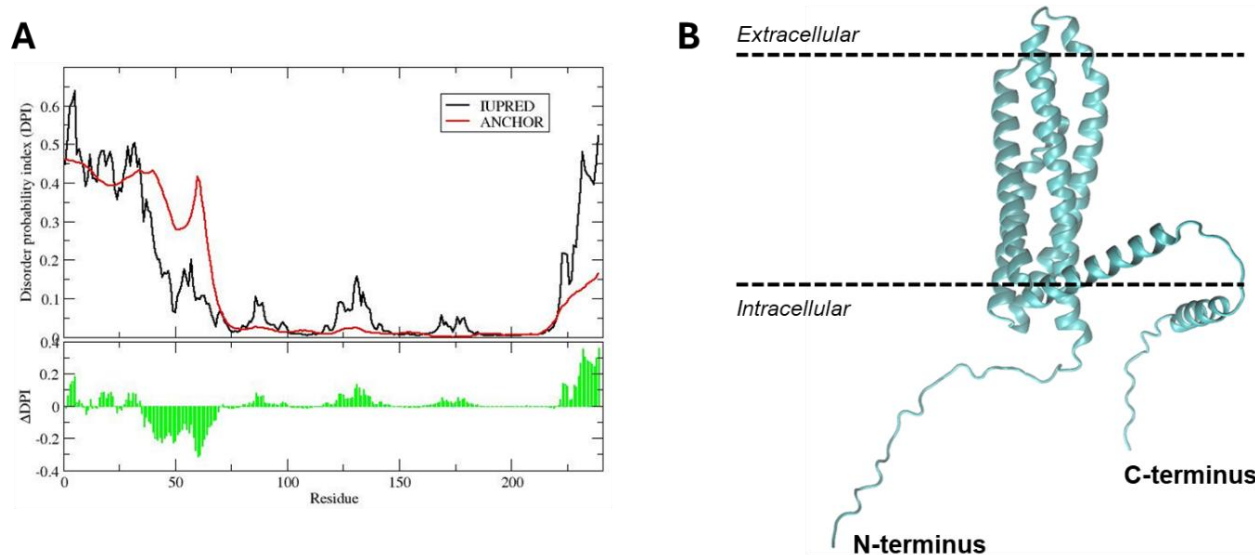 A
B
Disorder probability index (DPI)
0.6
0.5
0.4
0.3
0.2
0.1
0
IUPRED
ANCHOR
ΔDPI
0.4
0.2
0
-0.2
-0.4
0
50
100
150
200
Residue
Extracellular
Intracellular
C-terminus
N-terminus